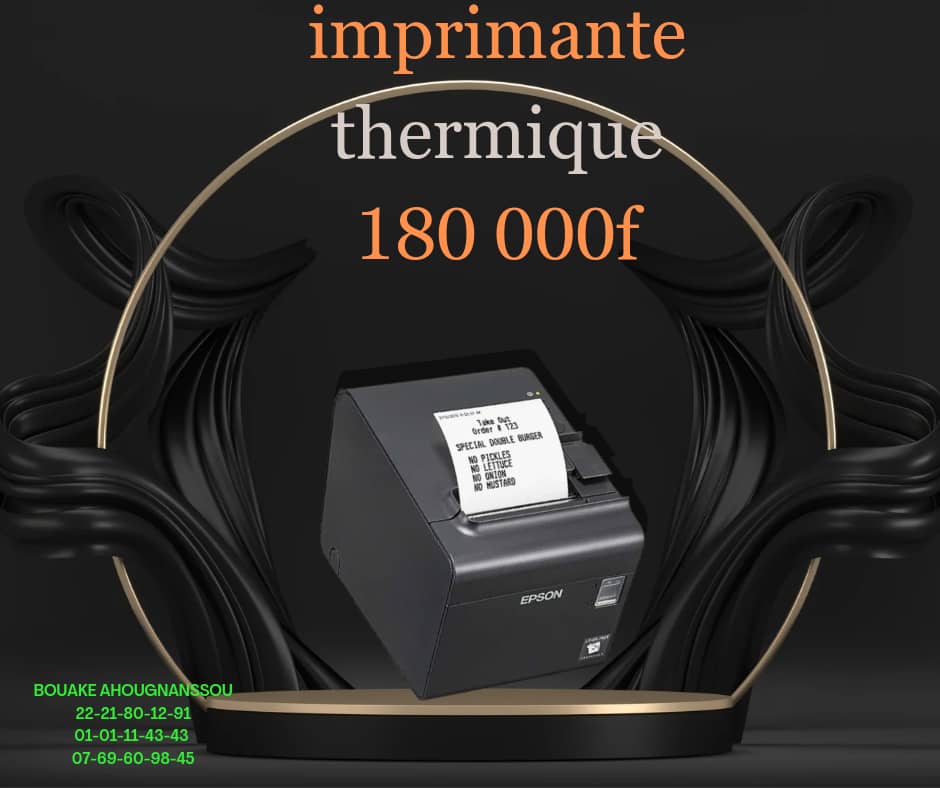 imprimante
thermique
180 000f
Take Out
Order # 123
SPECIAL DOUBLE BURGER
NO PICKLES
NO LETTUCE
NO ONION
NO MUSTARD
EPSON
BOUAKE AHOUGNANSSOU
22-21-80-12-91
01-01-11-43-43
07-69-60-98-45